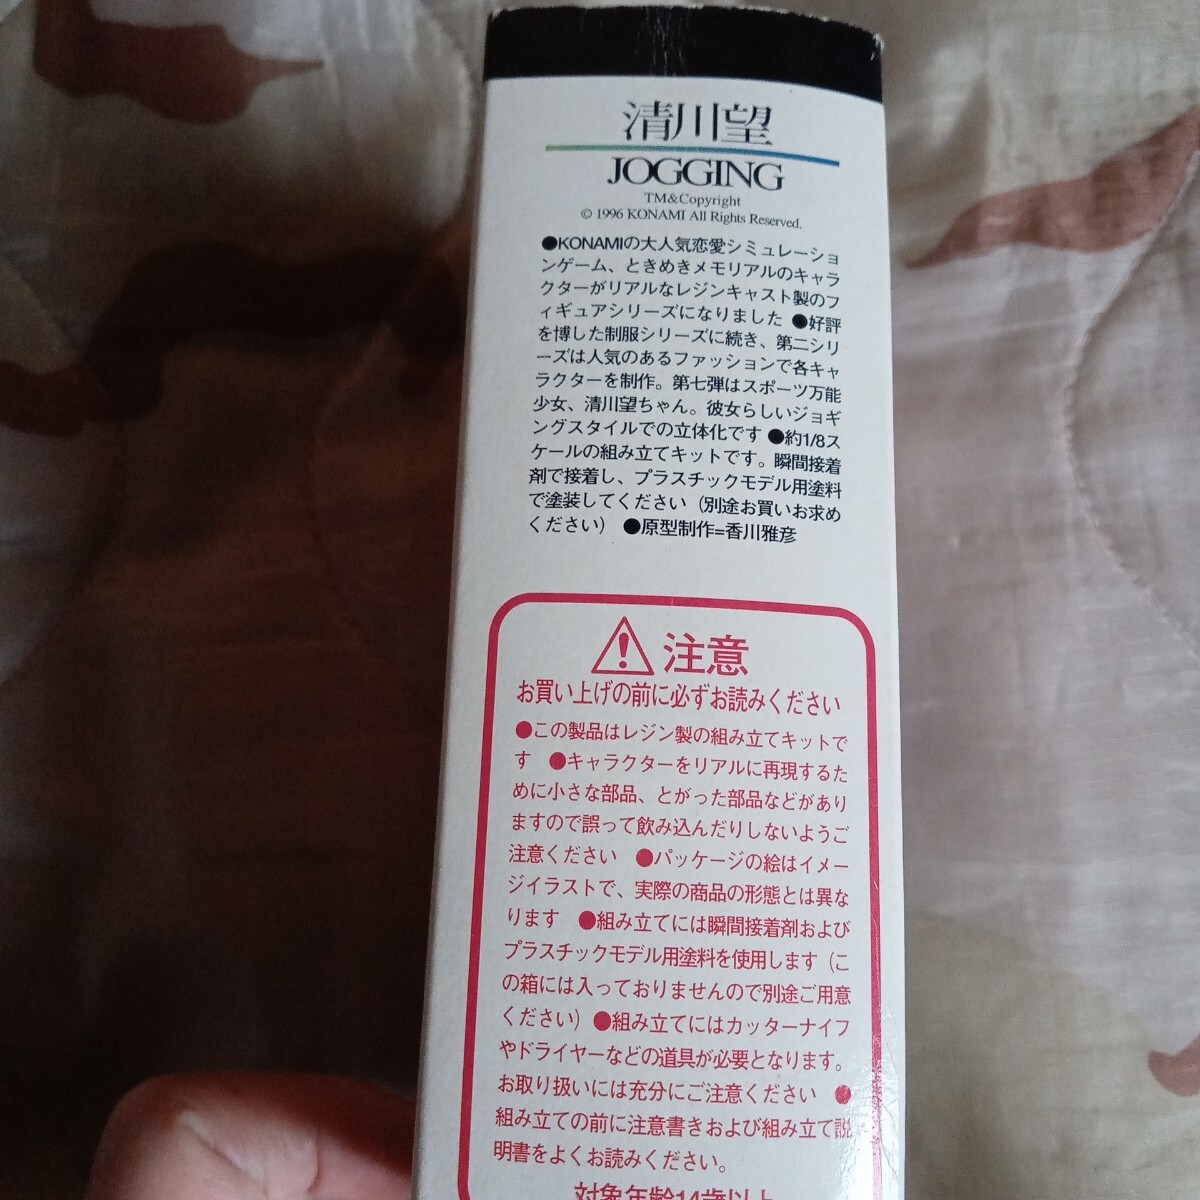 清川望
JOGGING
TM&Copyright
© 1996 KONAMI All Rights Reserved.
●KONAMIの大人気恋愛シミュレーショ
ンゲーム、ときめきメモリアルのキャラ
クターがリアルなレジンキャスト製のフ
ィギュアシリーズになりました ●好評
を博した制服シリーズに続き、第二シリ
ーズは人気のあるファッションで各キャ
ラクターを制作。第七弾はスポーツ万能
少女、清川望ちゃん。彼女らしいジョギ
ングスタイルでの立体化です ●約1/8ス
ケールの組み立てキットです。瞬間接着
剤で接着し、プラスチックモデル用塗料
で塗装してください（別途お買いお求め
ください） ●原型制作=香川雅彦
注意
お買い上げの前に必ずお読みください
●この製品はレジン製の組み立てキットで
す ●キャラクターをリアルに再現するた
めに小さな部品、とがった部品などがあり
ますので誤って飲み込んだりしないようご
注意ください ●パッケージの絵はイメー
ジイラストで、実際の商品の形態とは異な
ります ●組み立てには瞬間接着剤および
プラスチックモデル用塗料を使用します（こ
の箱には入っておりませんので別途ご用意
ください）●組み立てにはカッターナイフ
やドライヤーなどの道具が必要となります。
お取り扱いには充分にご注意ください ●
組み立ての前に注意書きおよび組み立て説
明書をよくお読みください。
対象年齢14歳以上